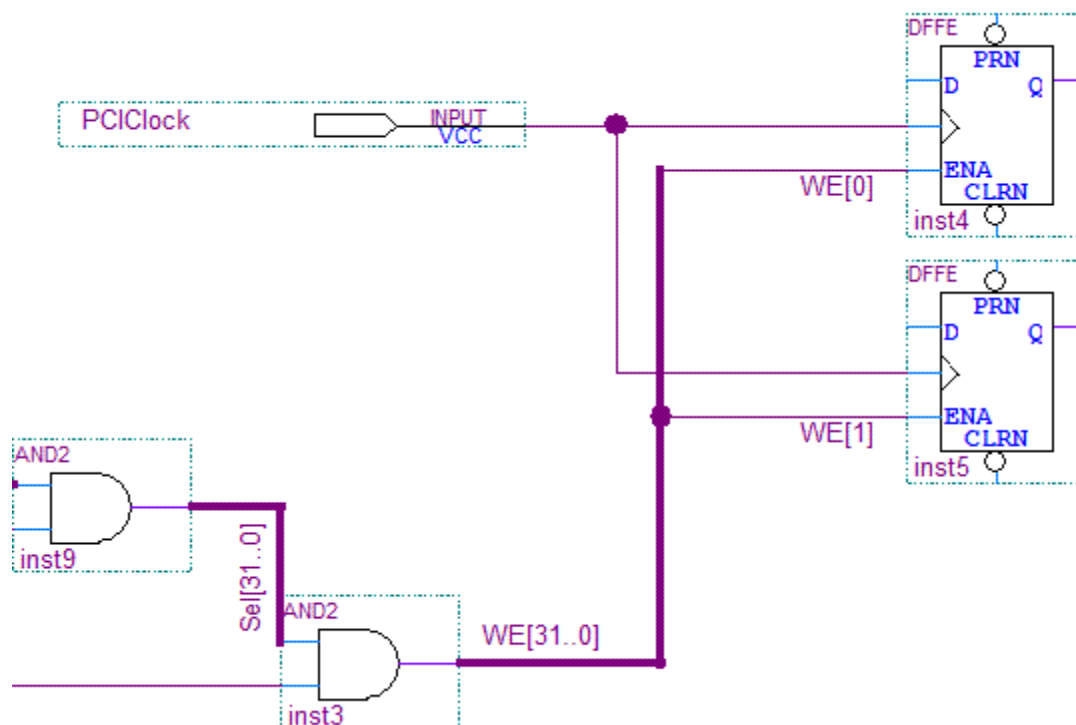 DFFE
PRN
D
Q
PCIClock
INPUT
VCC
ENA
WE[0]
CLRN
inst4
DFFE
PRN
D
Q
ENA
WE[1]
CLRN
inst5
AND2
inst9
Sel[31..0]
AND2
WE[31..0]
inst3